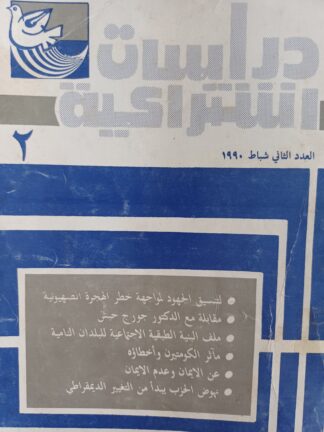 دراسات
اشتراكية
٢
العدد الثاني شباط ١٩٩٠
• لتنسيق الجهود لمواجهة خطر الهجرة الصهيونية
• مقابلة مع الدكتور جورج حبش
• ملف البنية الطبقية الاجتماعية للبلدان النامية
• مآثر الكومنترن وأخطاؤه
• عن الايمان وعدم الايمان
• نهوض الحزب يبدأ من التغيير الديمقراطي